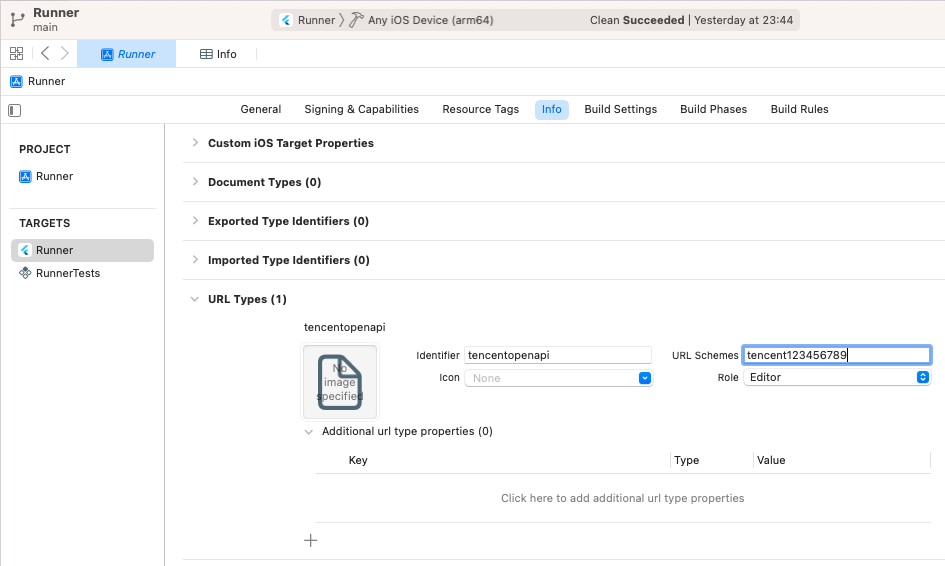 Runner
main
Runner
Any iOS Device (arm64)
Clean Succeeded | Yesterday at 23:44
Runner
Info
Runner
General
Signing & Capabilities
Resource Tags
Info
Build Settings
Build Phases
Build Rules
PROJECT
Runner
TARGETS
Runner
RunnerTests
Custom iOS Target Properties
Document Types (0)
Exported Type Identifiers (0)
Imported Type Identifiers (0)
URL Types (1)
tencentopenapi
No
image
specified
Identifier
tencentopenapi
URL Schemes
tencent123456789
Icon
None
Role
Editor
Additional url type properties (0)
Key
Type
Value
Click here to add additional url type properties